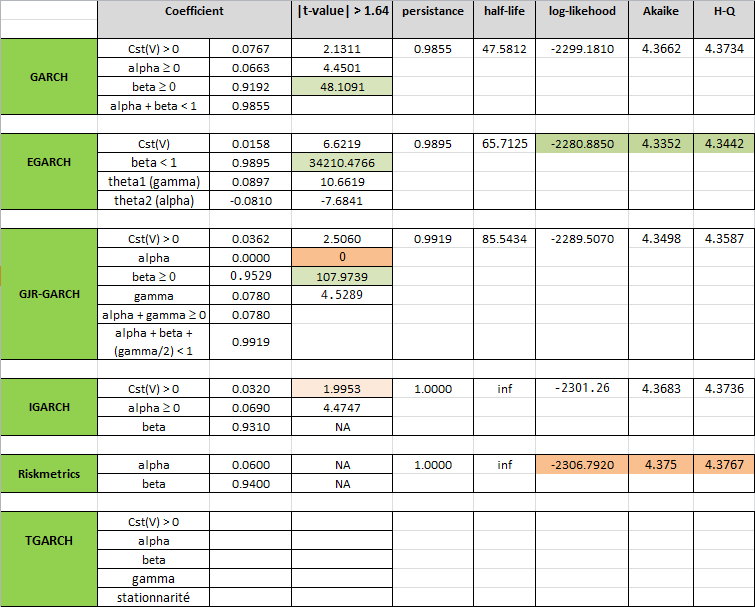 Coefficient |t-value| > 1.64 persistance half-life log-likehood Akaike H-Q
GARCH
Cst(V) > 0 0.0767 2.1311 0.9855 47.5812 -2299.1810 4.3662 4.3734
alpha ≥ 0 0.0663 4.4501
beta ≥ 0 0.9192 48.1091
alpha + beta < 1 0.9855
EGARCH
Cst(V) 0.0158 6.6219 0.9895 65.7125 -2280.8850 4.3352 4.3442
beta < 1 0.9895 34210.4766
theta1 (gamma) 0.0897 10.6619
theta2 (alpha) -0.0810 -7.6841
GJR-GARCH
Cst(V) > 0 0.0362 2.5060 0.9919 85.5434 -2289.5070 4.3498 4.3587
alpha 0.0000 0
beta ≥ 0 0.9529 107.9739
gamma 0.0780 4.5289
alpha + gamma ≥ 0 0.0780
alpha + beta +
(gamma/2) < 1 0.9919
IGARCH
Cst(V) > 0 0.0320 1.9953 1.0000 inf -2301.26 4.3683 4.3736
alpha ≥ 0 0.0690 4.4747
beta 0.9310 NA
Riskmetrics
alpha 0.0600 NA 1.0000 inf -2306.7920 4.375 4.3767
beta 0.9400 NA
TGARCH
Cst(V) > 0
alpha
beta
gamma
stationnarité